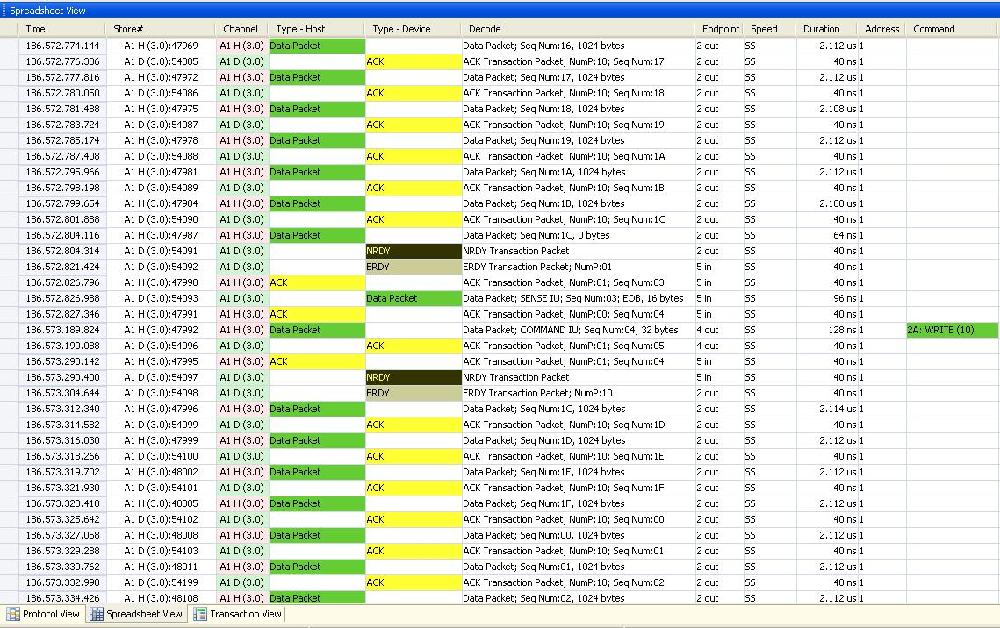 Spreadsheet View
Time Store# Channel Type - Host Type - Device Decode Endpoint Speed Duration Address Command
186.572.774.144 A1 H (3.0):47969 A1 H (3.0) Data Packet Data Packet; Seq Num:16, 1024 bytes 2 out SS 2.112 us 1
186.572.776.386 A1 D (3.0):54085 A1 D (3.0) ACK ACK Transaction Packet; NumP:10; Seq Num:17 2 out SS 40 ns 1
186.572.777.816 A1 H (3.0):47972 A1 H (3.0) Data Packet Data Packet; Seq Num:17, 1024 bytes 2 out SS 2.112 us 1
186.572.780.050 A1 D (3.0):54086 A1 D (3.0) ACK ACK Transaction Packet; NumP:10; Seq Num:18 2 out SS 40 ns 1
186.572.781.488 A1 H (3.0):47975 A1 H (3.0) Data Packet Data Packet; Seq Num:18, 1024 bytes 2 out SS 2.108 us 1
186.572.783.724 A1 D (3.0):54087 A1 D (3.0) ACK ACK Transaction Packet; NumP:10; Seq Num:19 2 out SS 40 ns 1
186.572.785.174 A1 H (3.0):47978 A1 H (3.0) Data Packet Data Packet; Seq Num:19, 1024 bytes 2 out SS 2.112 us 1
186.572.787.408 A1 D (3.0):54088 A1 D (3.0) ACK ACK Transaction Packet; NumP:10; Seq Num:1A 2 out SS 40 ns 1
186.572.795.966 A1 H (3.0):47981 A1 H (3.0) Data Packet Data Packet; Seq Num:1A, 1024 bytes 2 out SS 2.112 us 1
186.572.798.198 A1 D (3.0):54089 A1 D (3.0) ACK ACK Transaction Packet; NumP:10; Seq Num:1B 2 out SS 40 ns 1
186.572.799.654 A1 H (3.0):47984 A1 H (3.0) Data Packet Data Packet; Seq Num:1B, 1024 bytes 2 out SS 2.108 us 1
186.572.801.888 A1 D (3.0):54090 A1 D (3.0) ACK ACK Transaction Packet; NumP:10; Seq Num:1C 2 out SS 40 ns 1
186.572.804.116 A1 H (3.0):47987 A1 H (3.0) Data Packet Data Packet; Seq Num:1C, 0 bytes 2 out SS 64 ns 1
186.572.804.314 A1 D (3.0):54091 A1 D (3.0) NRDY NRDY Transaction Packet 2 out SS 40 ns 1
186.572.821.424 A1 D (3.0):54092 A1 D (3.0) ERDY ERDY Transaction Packet; NumP:01 5 in SS 40 ns 1
186.572.826.796 A1 H (3.0):47990 A1 H (3.0) ACK ACK Transaction Packet; NumP:01; Seq Num:03 5 in SS 40 ns 1
186.572.826.988 A1 D (3.0):54093 A1 D (3.0) Data Packet Data Packet; SENSE IU; Seq Num:03; EOB, 16 bytes 5 in SS 96 ns 1
186.572.827.346 A1 H (3.0):47991 A1 H (3.0) ACK ACK Transaction Packet; NumP:00; Seq Num:04 5 in SS 40 ns 1
186.573.189.824 A1 H (3.0):47992 A1 H (3.0) Data Packet Data Packet; COMMAND IU; Seq Num:04, 32 bytes 4 out SS 128 ns 1 2A: WRITE (10)
186.573.190.088 A1 D (3.0):54096 A1 D (3.0) ACK ACK Transaction Packet; NumP:01; Seq Num:05 4 out SS 40 ns 1
186.573.290.142 A1 H (3.0):47995 A1 H (3.0) ACK ACK Transaction Packet; NumP:01; Seq Num:04 5 in SS 40 ns 1
186.573.290.400 A1 D (3.0):54097 A1 D (3.0) NRDY NRDY Transaction Packet 5 in SS 40 ns 1
186.573.304.644 A1 D (3.0):54098 A1 D (3.0) ERDY ERDY Transaction Packet; NumP:10 2 out SS 40 ns 1
186.573.312.340 A1 H (3.0):47996 A1 H (3.0) Data Packet Data Packet; Seq Num:1C, 1024 bytes 2 out SS 2.114 us 1
186.573.314.582 A1 D (3.0):54099 A1 D (3.0) ACK ACK Transaction Packet; NumP:10; Seq Num:1D 2 out SS 40 ns 1
186.573.316.030 A1 H (3.0):47999 A1 H (3.0) Data Packet Data Packet; Seq Num:1D, 1024 bytes 2 out SS 2.112 us 1
186.573.318.266 A1 D (3.0):54100 A1 D (3.0) ACK ACK Transaction Packet; NumP:10; Seq Num:1E 2 out SS 40 ns 1
186.573.319.702 A1 H (3.0):48002 A1 H (3.0) Data Packet Data Packet; Seq Num:1E, 1024 bytes 2 out SS 2.112 us 1
186.573.321.930 A1 D (3.0):54101 A1 D (3.0) ACK ACK Transaction Packet; NumP:10; Seq Num:1F 2 out SS 40 ns 1
186.573.323.410 A1 H (3.0):48005 A1 H (3.0) Data Packet Data Packet; Seq Num:1F, 1024 bytes 2 out SS 2.112 us 1
186.573.325.642 A1 D (3.0):54102 A1 D (3.0) ACK ACK Transaction Packet; NumP:10; Seq Num:00 2 out SS 40 ns 1
186.573.327.058 A1 H (3.0):48008 A1 H (3.0) Data Packet Data Packet; Seq Num:00, 1024 bytes 2 out SS 2.112 us 1
186.573.329.288 A1 D (3.0):54103 A1 D (3.0) ACK ACK Transaction Packet; NumP:10; Seq Num:01 2 out SS 40 ns 1
186.573.330.762 A1 H (3.0):48011 A1 H (3.0) Data Packet Data Packet; Seq Num:01, 1024 bytes 2 out SS 2.112 us 1
186.573.332.998 A1 D (3.0):54199 A1 D (3.0) ACK ACK Transaction Packet; NumP:10; Seq Num:02 2 out SS 40 ns 1
186.573.334.426 A1 H (3.0):48108 A1 H (3.0) Data Packet Data Packet; Seq Num:02, 1024 bytes 2 out SS 2.112 us 1
Protocol View Spreadsheet View Transaction View